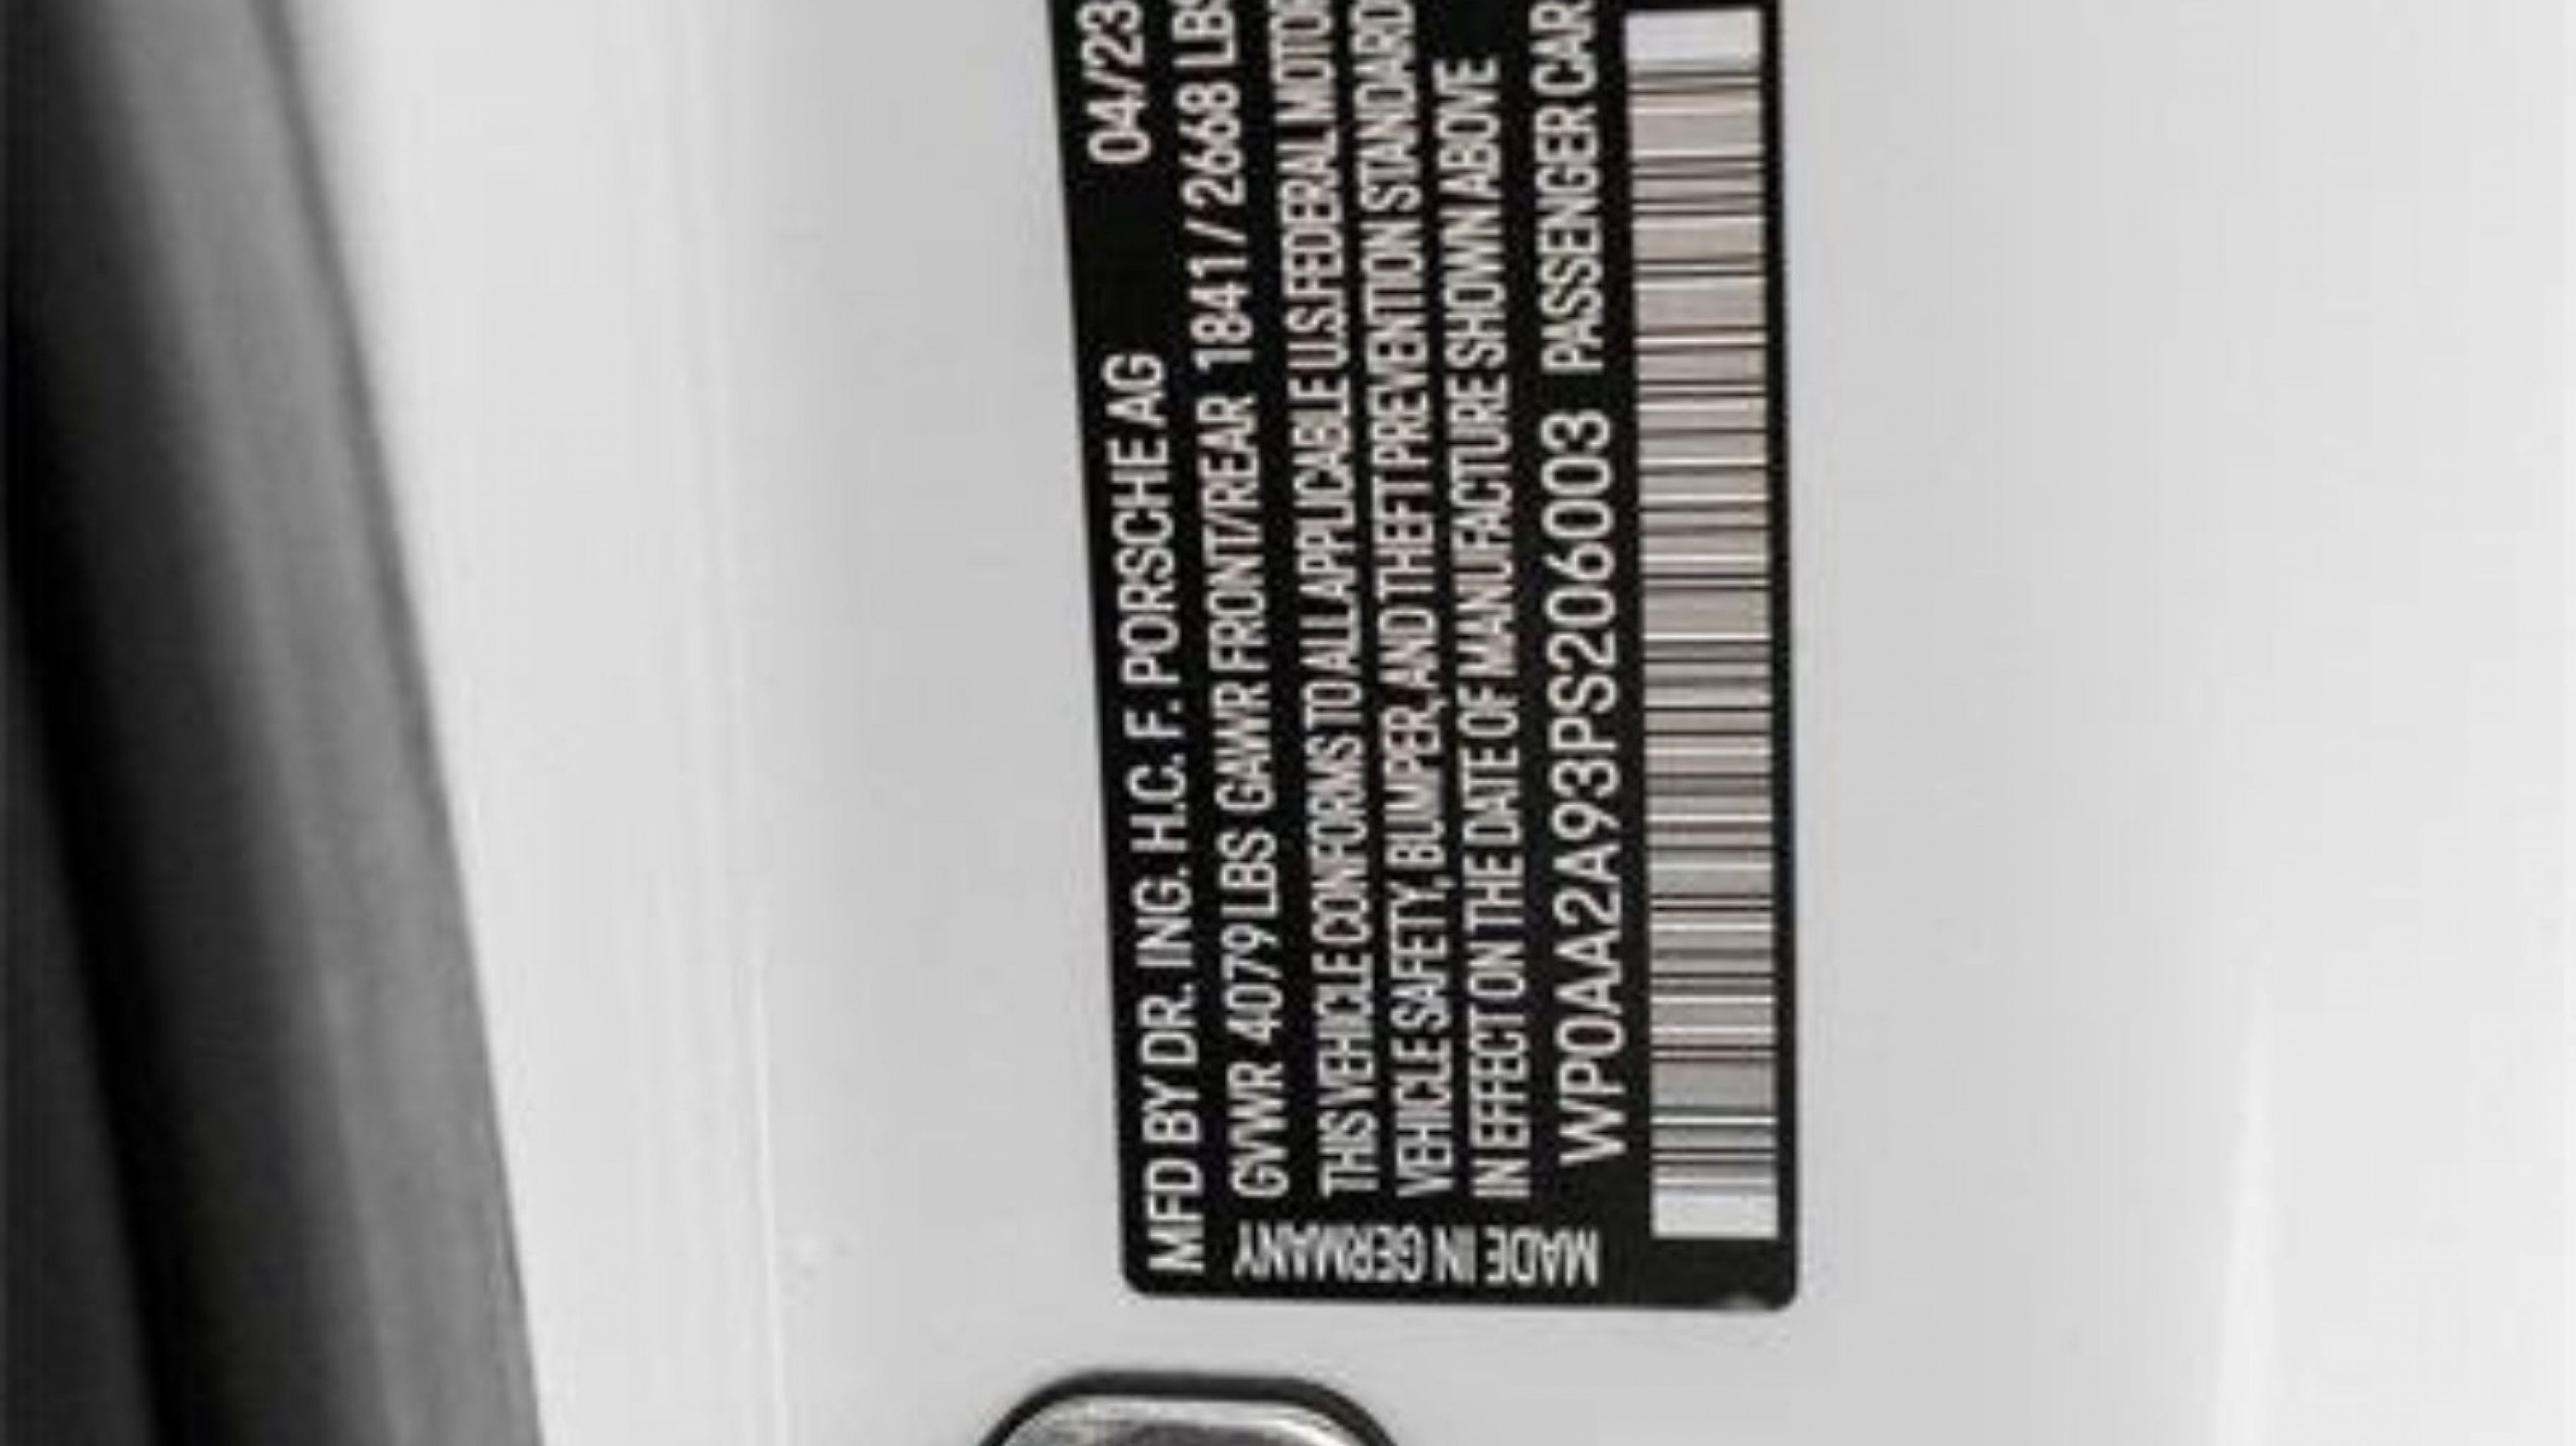 MFD BY DR. ING. H.C. F. PORSCHE AG 04/23
GVWR 4079 LBS GAWR FRONT/REAR 1841/2668 LBS
THIS VEHICLE CONFORMS TO ALL APPLICABLE U.S. FEDERAL MOTOR
VEHICLE SAFETY, BUMPER, AND THEFT PREVENTION STANDARD
IN EFFECT ON THE DATE OF MANUFACTURE SHOWN ABOVE
WP0AA2A93PS206003 PASSENGER CAR
MADE IN GERMANY